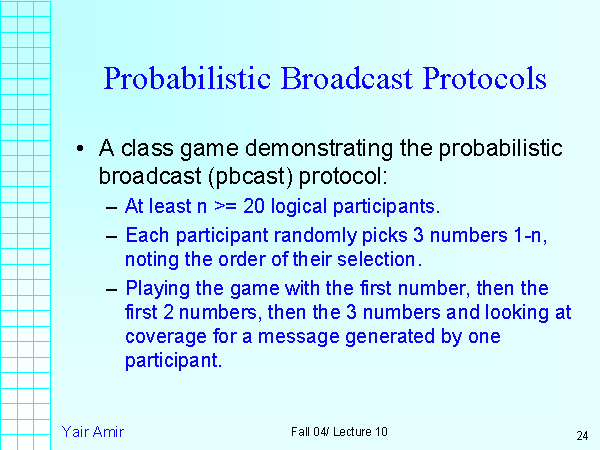 Probabilistic Broadcast Protocols
• A class game demonstrating the probabilistic
broadcast (pbcast) protocol:
– At least n >= 20 logical participants.
– Each participant randomly picks 3 numbers 1-n,
noting the order of their selection.
– Playing the game with the first number, then the
first 2 numbers, then the 3 numbers and looking at
coverage for a message generated by one
participant.
Yair Amir
Fall 04/ Lecture 10
24